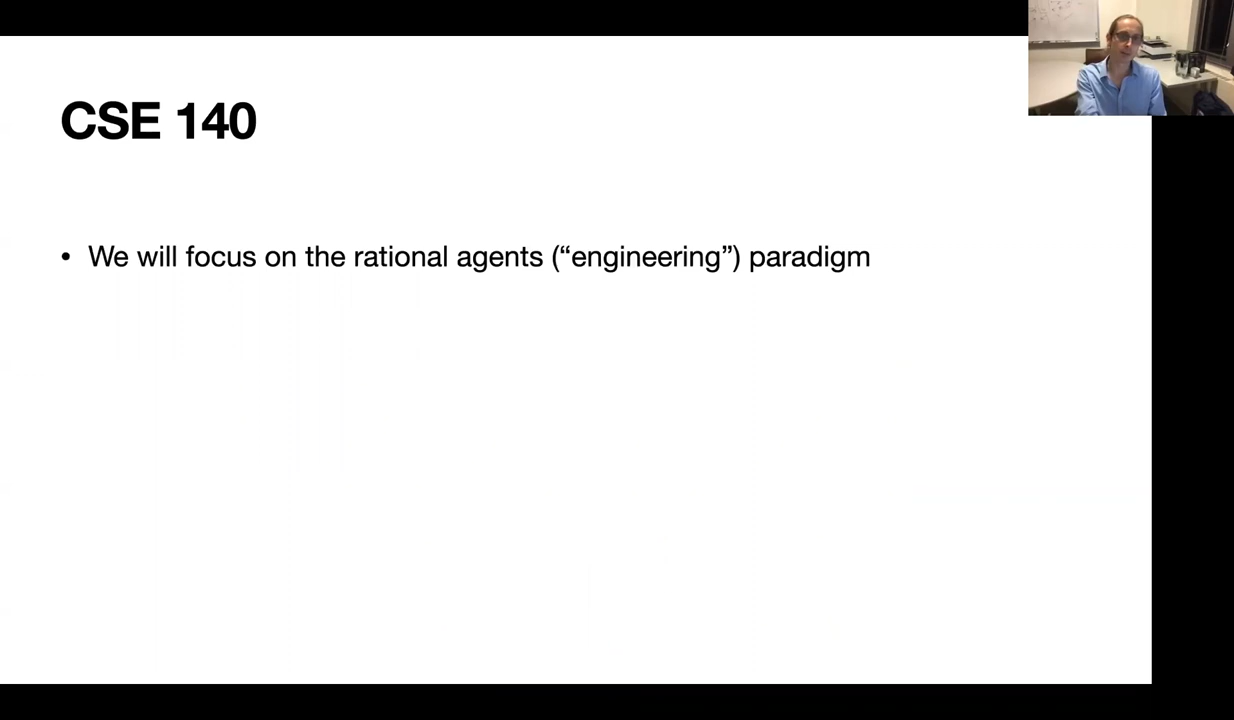 CSE 140
• We will focus on the rational agents (“engineering”) paradigm